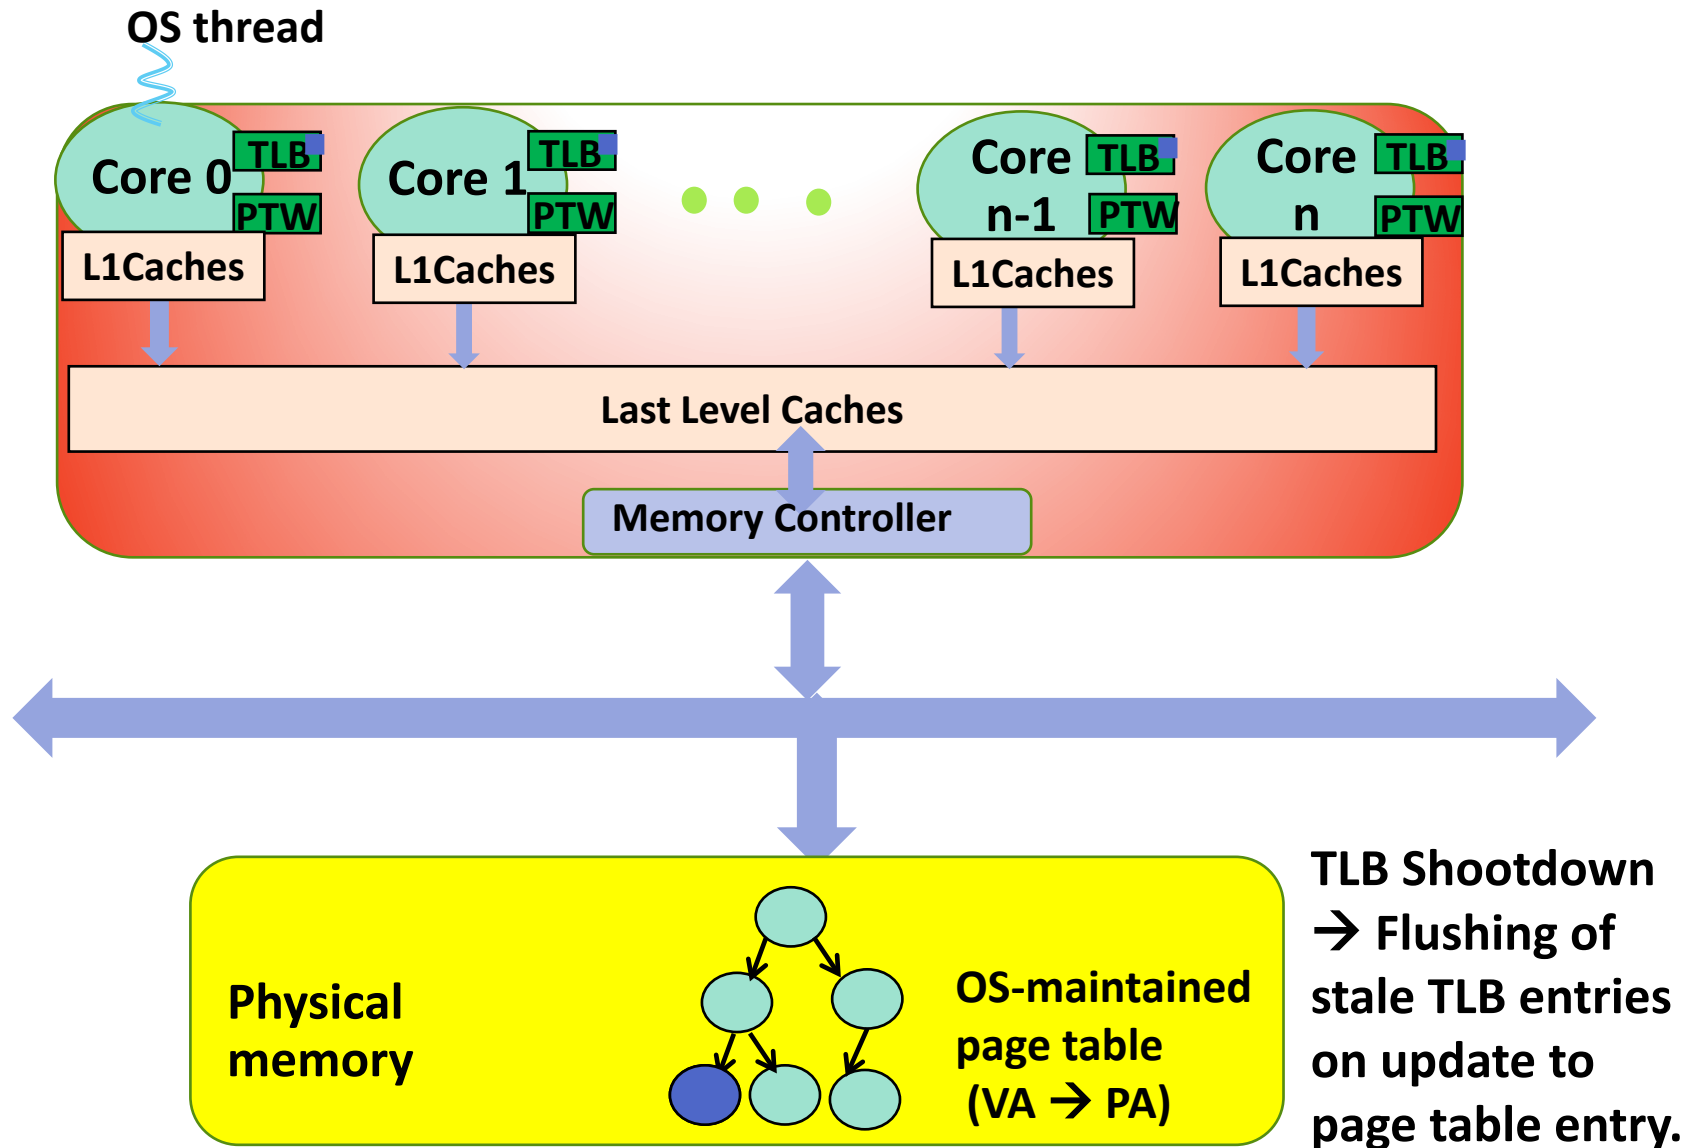 OS thread
Core 0
TLB
PTW
L1Caches
Core 1
TLB
PTW
L1Caches
Core
n-1
TLB
PTW
L1Caches
Core
n
TLB
PTW
L1Caches
Last Level Caches
Memory Controller
Physical
memory
OS-maintained
page table
(VA → PA)
TLB Shootdown
→ Flushing of
stale TLB entries
on update to
page table entry.